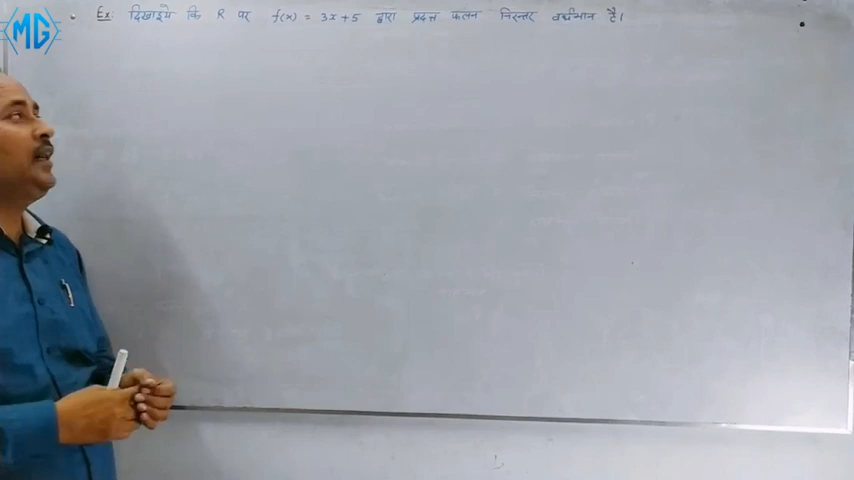 MG
Ex: दिखाइये कि R पर f(x) = 3x+5 द्वारा प्रदत्त फलन निरन्तर वर्धमान है।